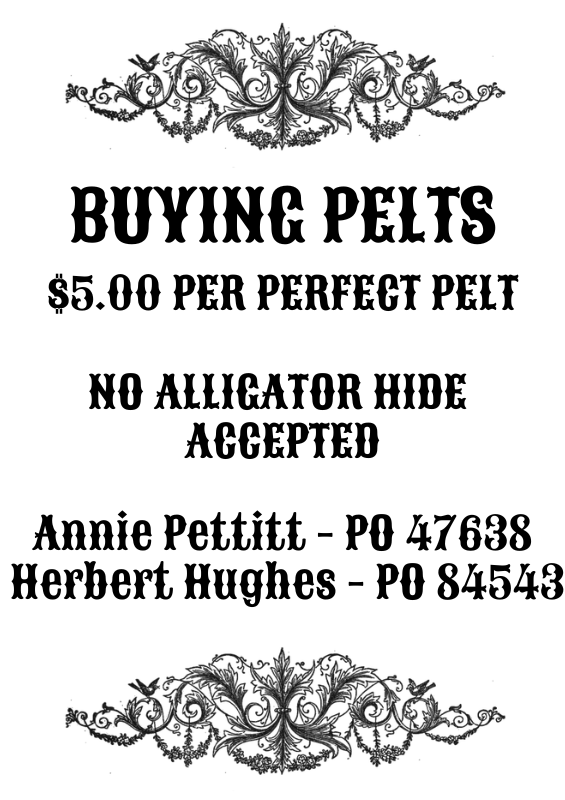 BUYING PELTS
$5.00 PER PERFECT PELT
NO ALLIGATOR HIDE
ACCEPTED
Annie Pettitt - PO 47638
Herbert Hughes - PO 84543